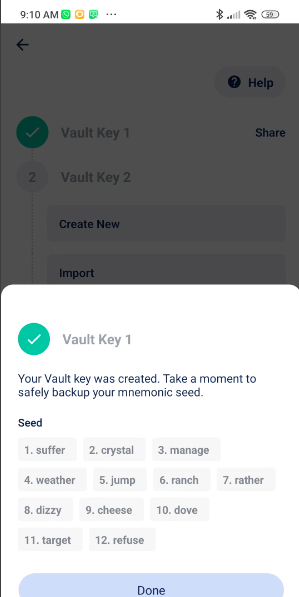 9:10 AM ... 59
Help
Vault Key 1 Share
2 Vault Key 2
Create New
Import
Vault Key 1
Your Vault key was created. Take a moment to
safely backup your mnemonic seed.
Seed
1. suffer 2. crystal 3. manage
4. weather 5. jump 6. ranch 7. rather
8. dizzy 9. cheese 10. dove
11. target 12. refuse
Done